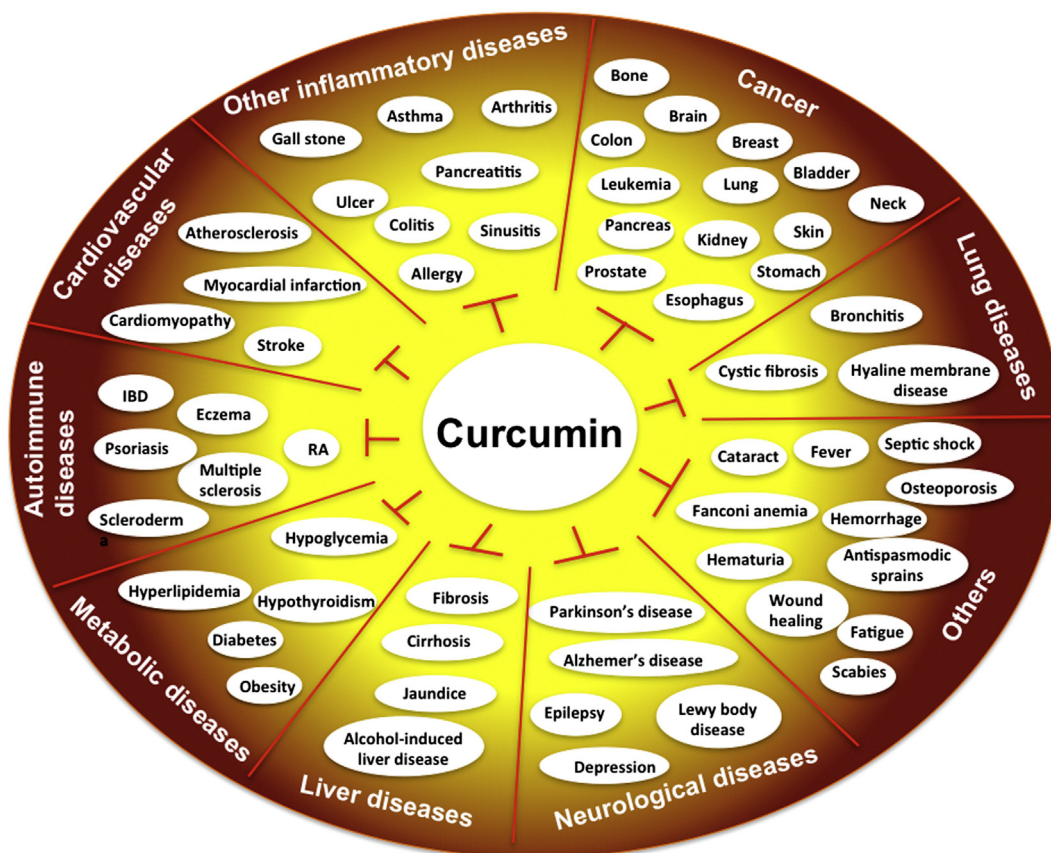 Other inflammatory diseases
Gall stone
Asthma
Arthritis
Pancreatitis
Ulcer
Colitis
Sinusitis
Allergy
Cancer
Bone
Brain
Colon
Breast
Bladder
Leukemia
Lung
Neck
Pancreas
Kidney
Skin
Prostate
Stomach
Esophagus
Lung diseases
Bronchitis
Cystic fibrosis
Hyaline membrane
disease
Others
Cataract
Fever
Septic shock
Osteoporosis
Fanconi anemia
Hemorrhage
Hematuria
Antispasmodic
sprains
Wound
healing
Fatigue
Scabies
Neurological diseases
Parkinson's disease
Alzhemer's disease
Epilepsy
Lewy body
disease
Depression
Liver diseases
Fibrosis
Cirrhosis
Jaundice
Alcohol-induced
liver disease
Metabolic diseases
Hypoglycemia
Hyperlipidemia
Hypothyroidism
Diabetes
Obesity
Autoimmune
diseases
IBD
Eczema
Psoriasis
RA
Multiple
sclerosis
Scleroderm
a
Cardiovascular
diseases
Atherosclerosis
Myocardial infarction
Cardiomyopathy
Stroke
Curcumin